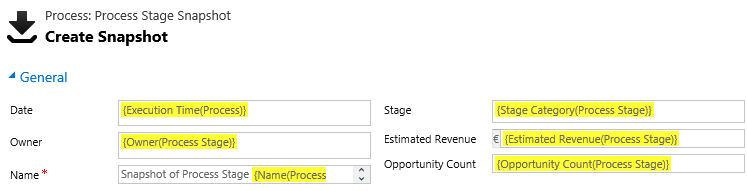 Process: Process Stage Snapshot
Create Snapshot
General
Date {Execution Time(Process)}
Stage {Stage Category(Process Stage)}
Owner {Owner(Process Stage)}
Estimated Revenue € {Estimated Revenue(Process Stage)}
Name * Snapshot of Process Stage {Name(Process
Opportunity Count {Opportunity Count(Process Stage)}